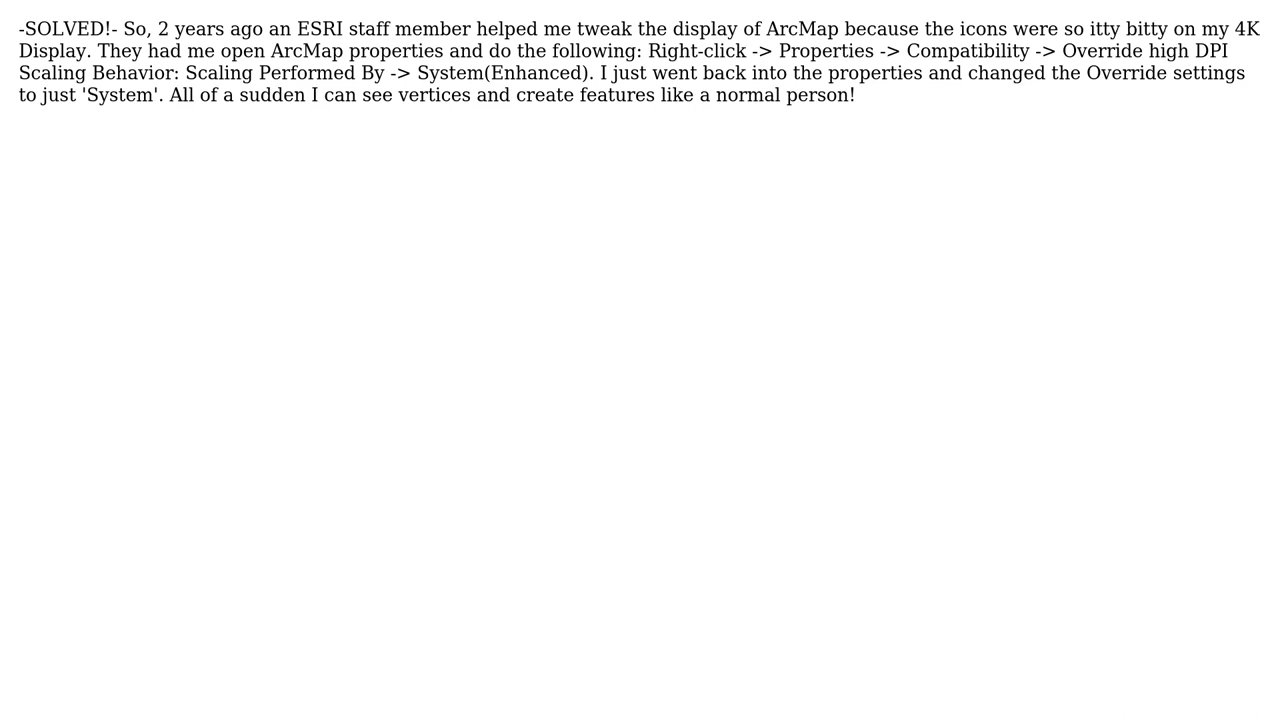 -SOLVED!- So, 2 years ago an ESRI staff member helped me tweak the display of ArcMap because the icons were so itty bitty on my 4K
Display. They had me open ArcMap properties and do the following: Right-click -> Properties -> Compatibility -> Override high DPI
Scaling Behavior: Scaling Performed By -> System(Enhanced). I just went back into the properties and changed the Override settings
to just 'System'. All of a sudden I can see vertices and create features like a normal person!